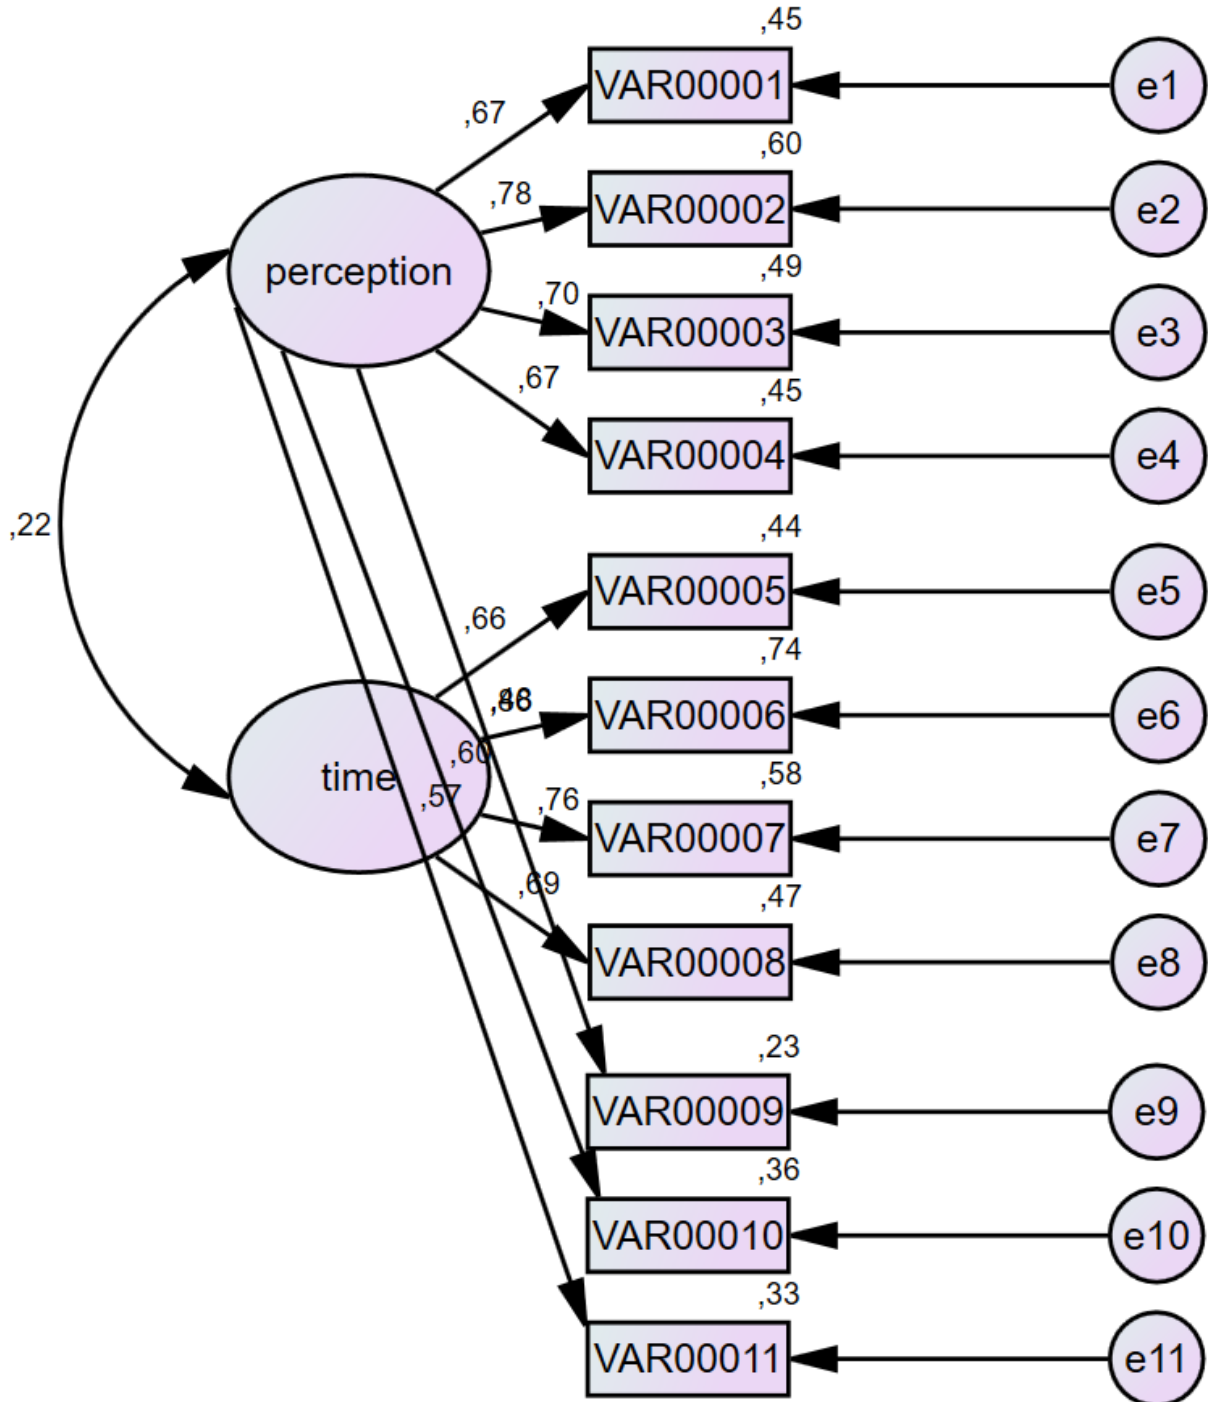 ,45
VAR00001
e1
,67
,60
,78
VAR00002
e2
perception
,49
,70
VAR00003
e3
,67
,45
VAR00004
e4
,22
,44
VAR00005
e5
,66
,74
VAR00006
e6
,60
time
,57
,58
,76
VAR00007
e7
,69
,47
VAR00008
e8
,23
VAR00009
e9
,36
VAR00010
e10
,33
VAR00011
e11